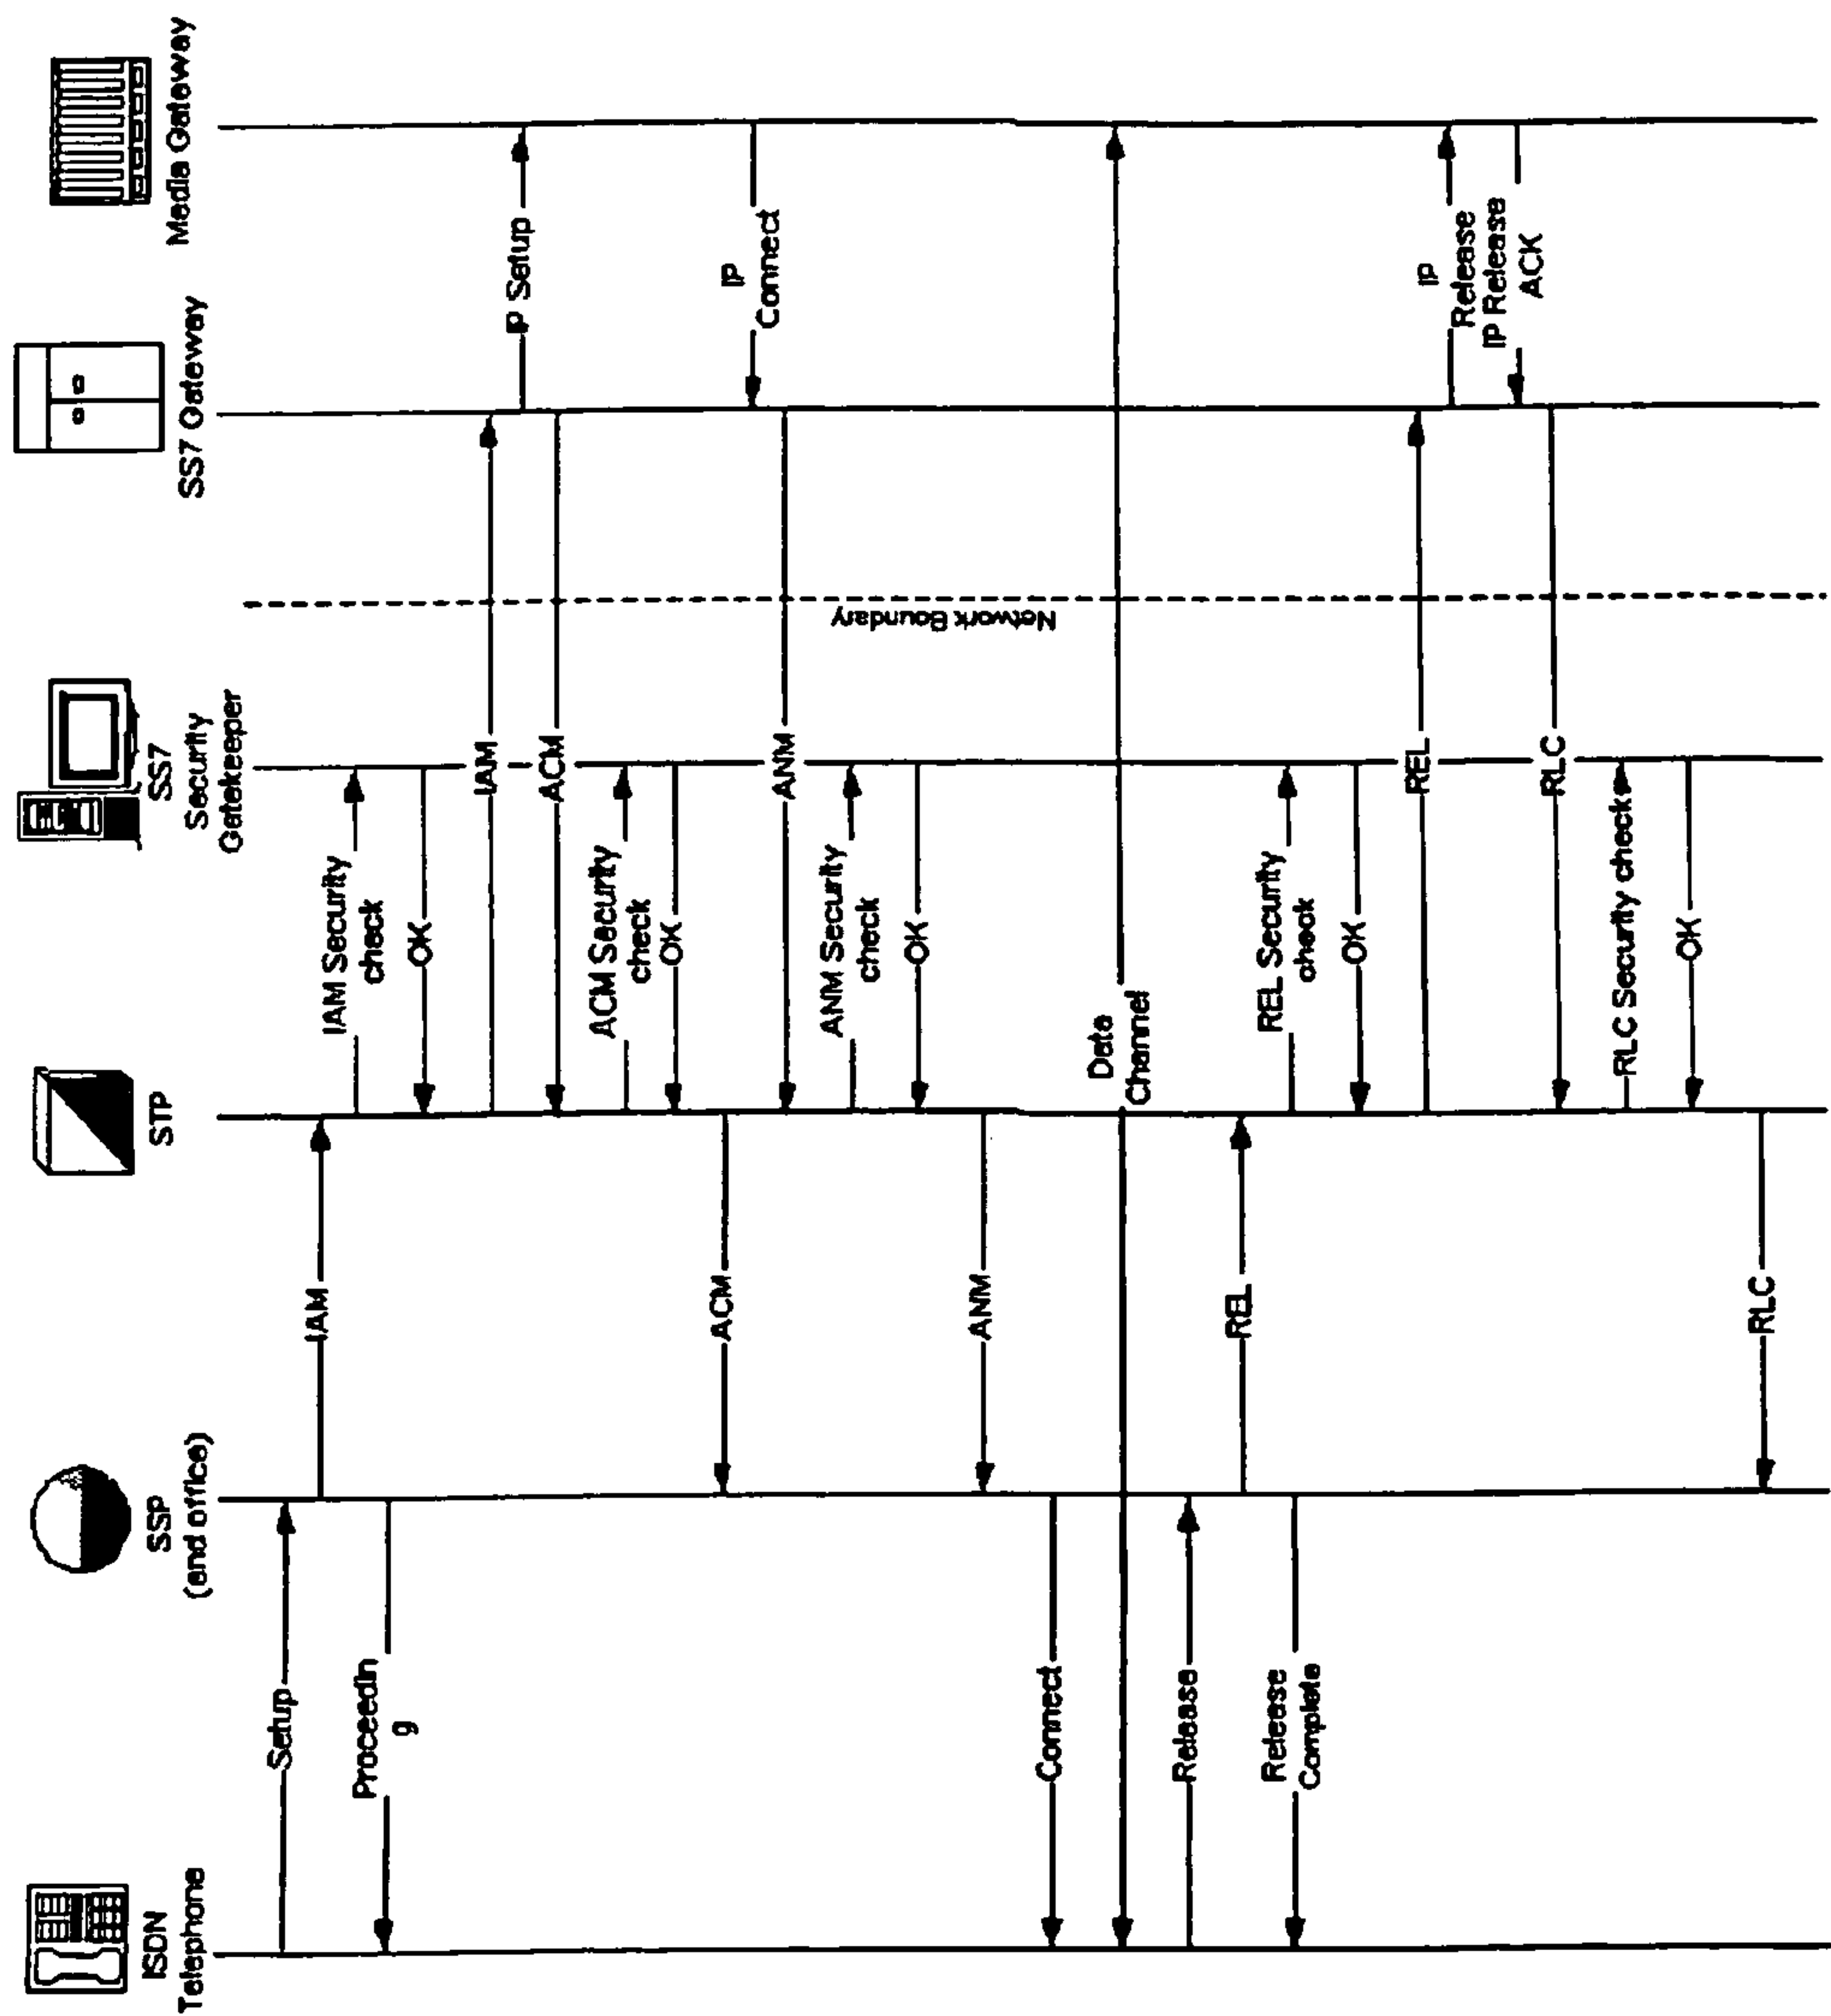 ISDN
Telephone
SSP
(end office)
STP
SS7
Security
Gatekeeper
SS7 Gateway
Media Gateway
Setup
IAM
IAM Security
check
Proceedin
g
OK
IAM
IP Setup
ACM
ACM Security
check
OK
ACM
IP
Connect
ANM
ANM Security
check
OK
ANM
Network Boundary
Connect
Data
Channel
Release
REL
REL Security
check
Release
Complete
OK
REL
IP
Release
IP Release
ACK
RLC
RLC Security checks
OK
RLC